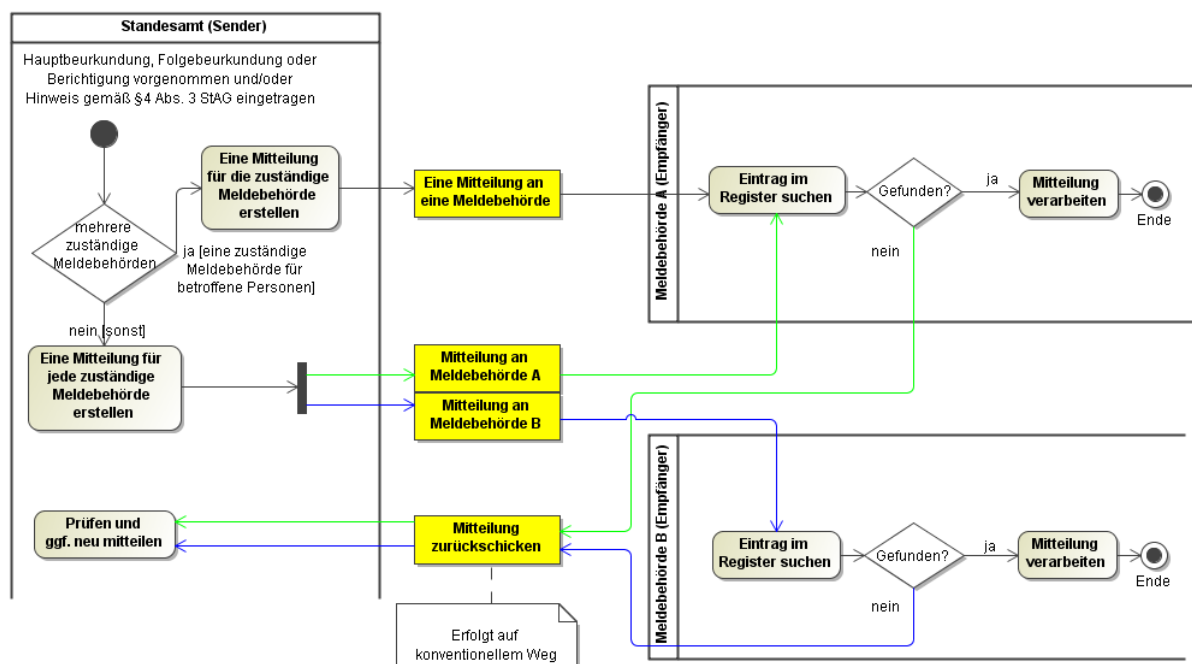 Standesamt (Sender)
Hauptbeurkundung, Folgebeurkundung oder
Berichtigung vorgenommen und/oder
Hinweis gemäß §4 Abs. 3 StAG eingetragen
mehrere
zuständige
Meldebehörden
Eine Mitteilung
für die zuständige
Meldebehörde
erstellen
ja [eine zuständige
Meldebehörde für
betroffene Personen]
nein [sonst]
Eine Mitteilung für
jede zuständige
Meldebehörde
erstellen
Prüfen und
ggf. neu mitteilen
Eine Mitteilung an
eine Meldebehörde
Mitteilung an
Meldebehörde A
Mitteilung an
Meldebehörde B
Mitteilung
zurückschicken
Erfolgt auf
konventionellem Weg
Meldebehörde A (Empfänger)
Eintrag im
Register suchen
Gefunden?
ja
nein
Mitteilung
verarbeiten
Ende
Meldebehörde B (Empfänger)
Eintrag im
Register suchen
Gefunden?
ja
nein
Mitteilung
verarbeiten
Ende